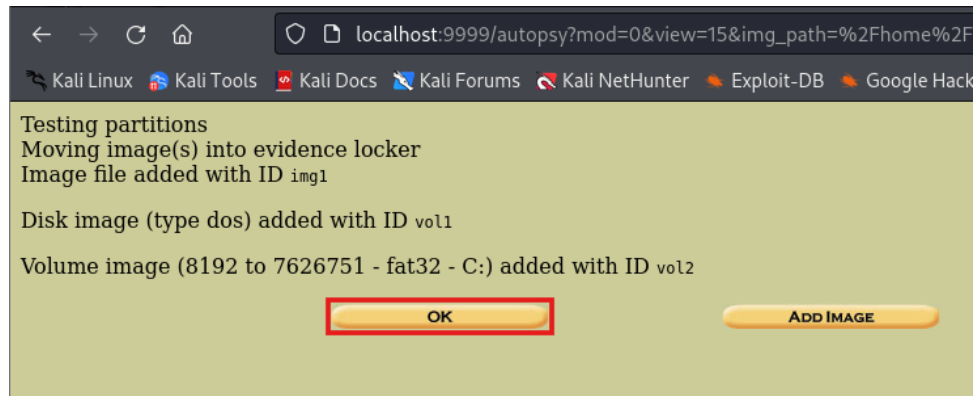 localhost:9999/autopsy?mod=0&view=15&img_path=%2Fhome%2F
Kali Linux Kali Tools Kali Docs Kali Forums Kali NetHunter Exploit-DB Google Hack
Testing partitions
Moving image(s) into evidence locker
Image file added with ID img1
Disk image (type dos) added with ID vol1
Volume image (8192 to 7626751 - fat32 - C:) added with ID vol2
OK ADD IMAGE